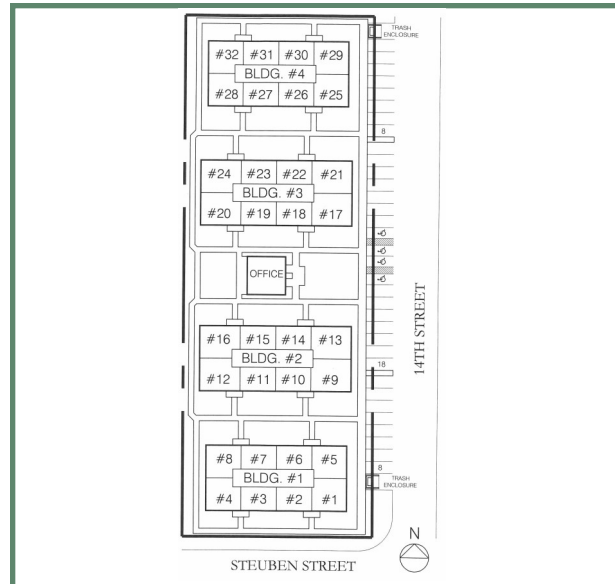 TRASH
ENCLOSURE
#32 #31 #30 #29
BLDG. #4
#28 #27 #26 #25
8
#24 #23 #22 #21
BLDG. #3
#20 #19 #18 #17
OFFICE
#16 #15 #14 #13
BLDG. #2
#12 #11 #10 #9
14TH STREET
18
#8 #7 #6 #5
8
BLDG. #1
TRASH
ENCLOSURE
#4 #3 #2 #1
N
STEUBEN STREET